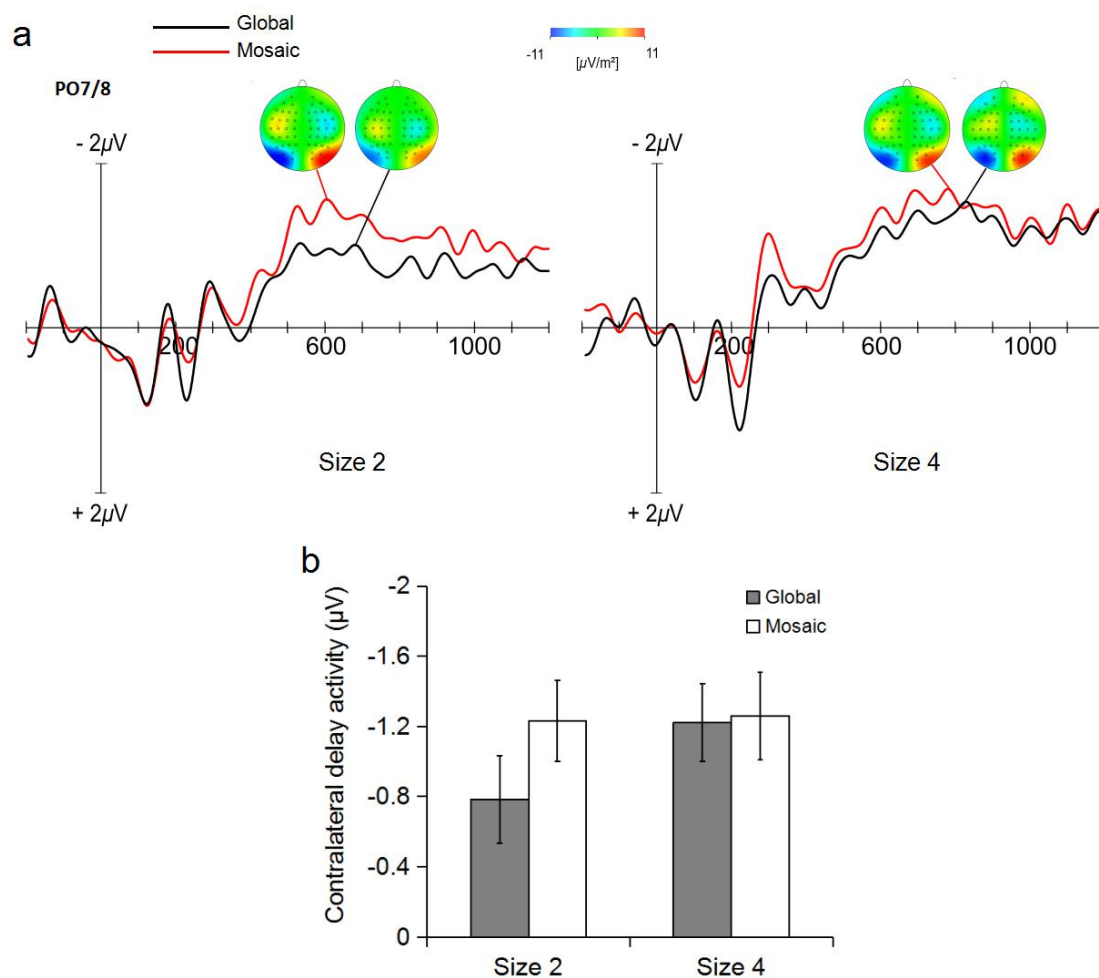 a
Global
Mosaic
-11 11
[µV/m²]
PO7/8
- 2µV
200 600 1000
Size 2
+ 2µV
- 2µV
200 600 1000
Size 4
+ 2µV
b
Contralateral delay activity (µV)
-2
-1.6
-1.2
-0.8
-0.4
0
Global
Mosaic
Size 2 Size 4